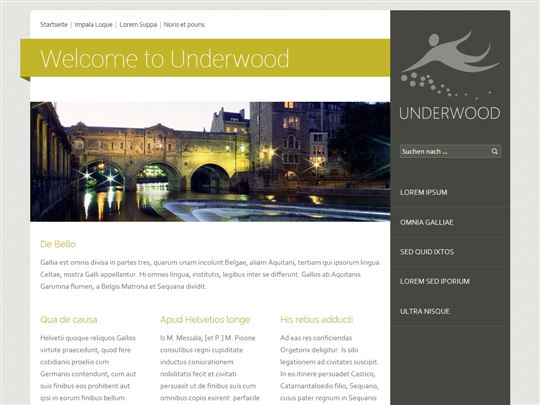 Startseite | Impala Loque | Lorem Suppa | Noris et pouris
Welcome to Underwood
UNDERWOOD
Suchen nach ...
LOREM IPSUM
OMNIA GALLIAE
SED QUID IXTOS
LOREM SED IPORIUM
ULTRA NISQUE
De Bello
Gallia est omnis divisa in partes tres, quarum unam incolunt Belgae, aliam Aquitani, tertiam qui ipsorum lingua
Celtae, nostra Galli appellantur. Hi omnes lingua, institutis, legibus inter se differunt. Gallos ab Aquitanis
Garumna flumen, a Belgis Matrona et Sequana dividit.
Qua de causa
Helvetii quoque reliquos Gallos
virtute praecedunt, quod fere
cotidianis proeliis cum
Germanis contendunt, cum aut
suis finibus eos prohibent aut
ipsi in eorum finibus bellum
Apud Helvetios longe
Is M. Messala, [et P.] M. Pisone
consulibus regni cupiditate
inductus coniurationem
nobilitatis fecit et civitati
persuasit ut de finibus suis cum
omnibus copiis exirent: perfacile
His rebus adducti
Ad eas res conficiendas
Orgetorix deligitur. Is sibi
legationem ad civitates suscipit.
In eo itinere persuadet Castico,
Catamantaloedis filio, Sequano,
cuius pater regnum in Sequanis